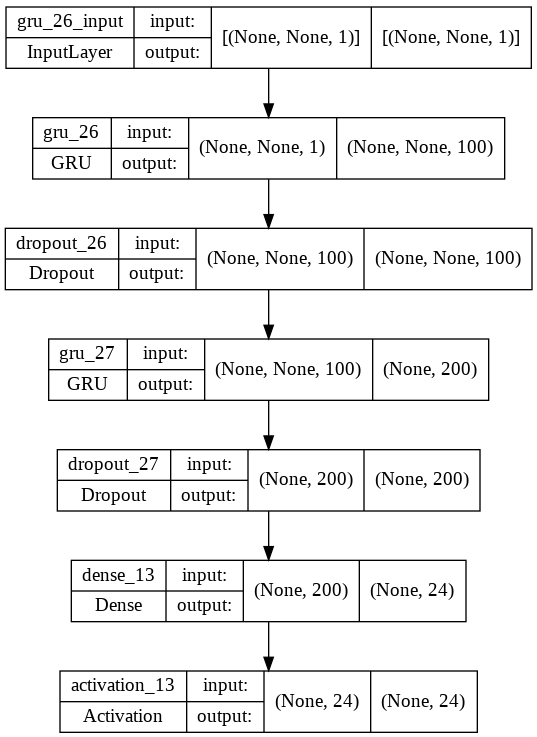 gru_26_input input: [(None, None, 1)] [(None, None, 1)]
InputLayer output:
gru_26 input: (None, None, 1) (None, None, 100)
GRU output:
dropout_26 input: (None, None, 100) (None, None, 100)
Dropout output:
gru_27 input: (None, None, 100) (None, 200)
GRU output:
dropout_27 input: (None, 200) (None, 200)
Dropout output:
dense_13 input: (None, 200) (None, 24)
Dense output:
activation_13 input: (None, 24) (None, 24)
Activation output: